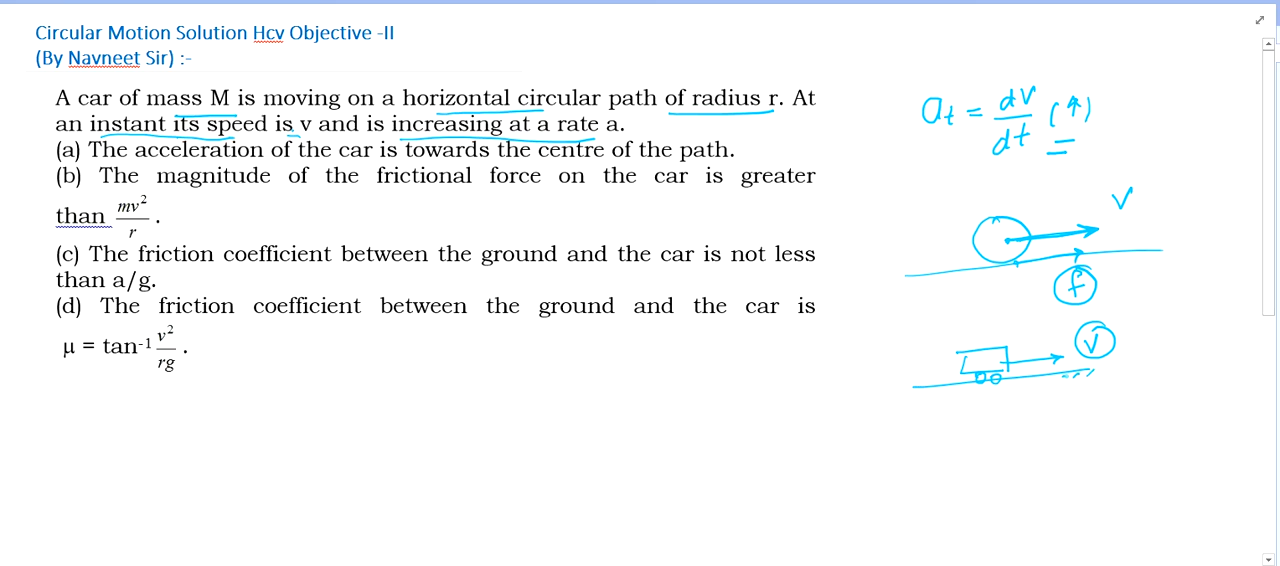 Circular Motion Solution Hcv Objective -II
(By Navneet Sir) :-
A car of mass M is moving on a horizontal circular path of radius r. At
an instant its speed is v and is increasing at a rate a.
(a) The acceleration of the car is towards the centre of the path.
(b) The magnitude of the frictional force on the car is greater
than mv²/r .
(c) The friction coefficient between the ground and the car is not less
than a/g.
(d) The friction coefficient between the ground and the car is
μ = tan-1 v²/rg .
at = dv/dt (↑)
v
f
v